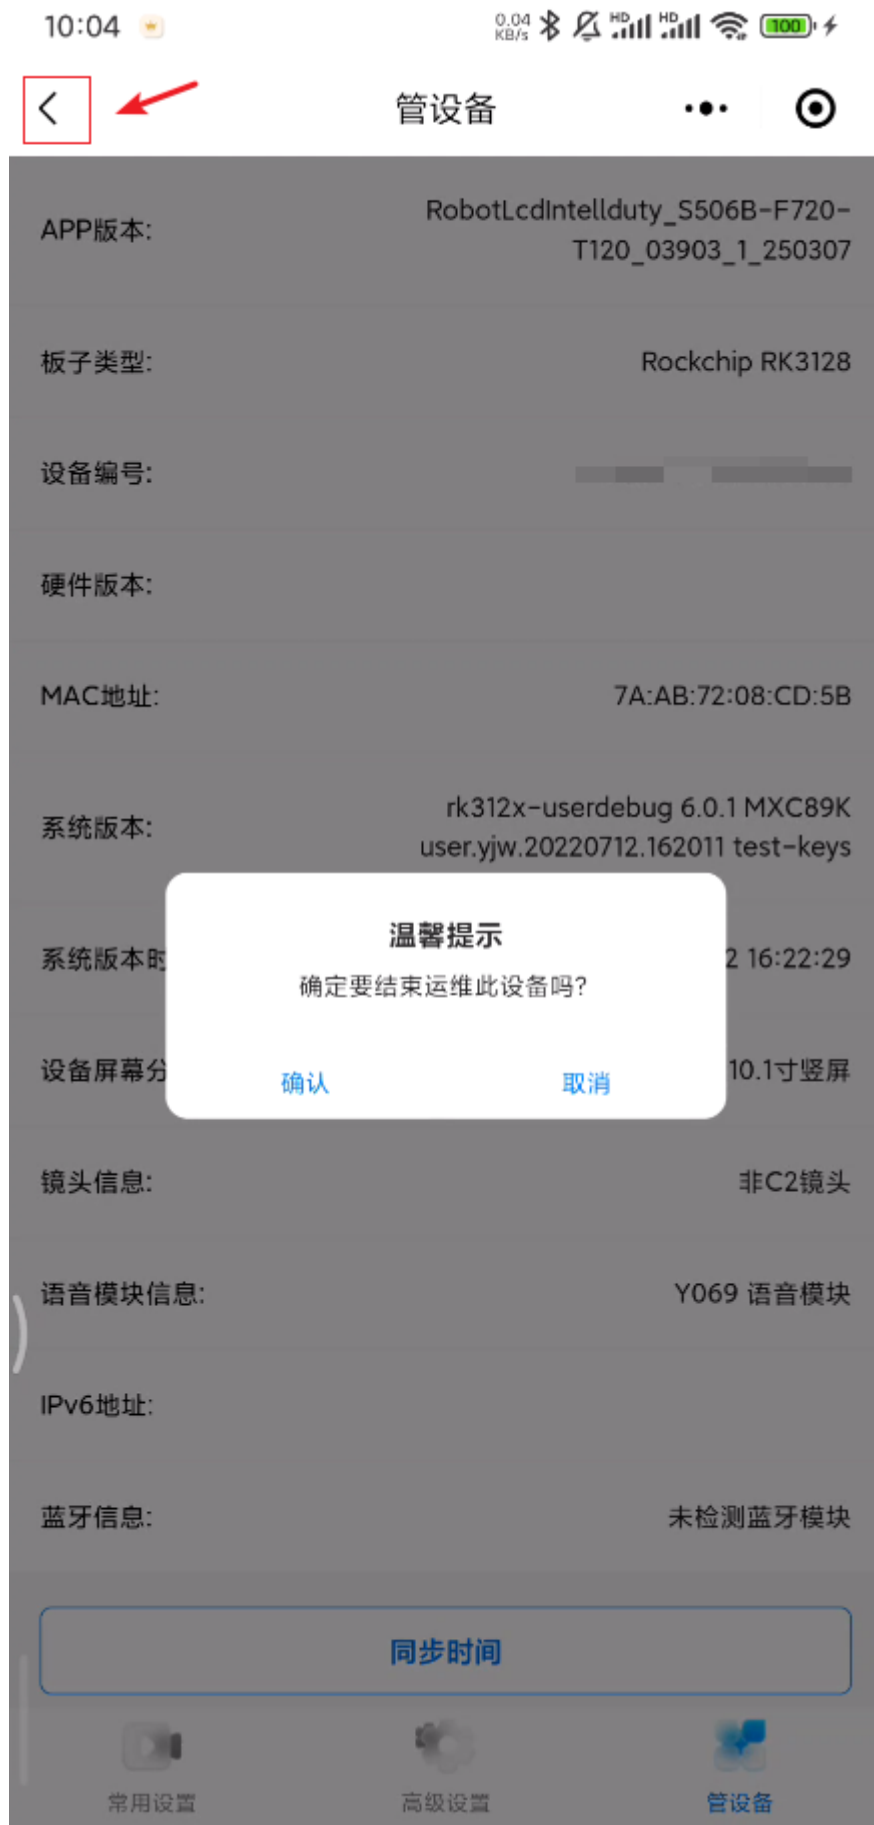 10:04
0.04
KB/s
HD
HD
100
管设备
APP版本:
RobotLcdIntellduty_S506B-F720-
T120_03903_1_250307
板子类型:
Rockchip RK3128
设备编号:
硬件版本:
MAC地址:
7A:AB:72:08:CD:5B
系统版本:
rk312x-userdebug 6.0.1 MXC89K
user.yjw.20220712.162011 test-keys
系统版本时
2 16:22:29
温馨提示
确定要结束运维此设备吗?
确认
取消
设备屏幕分
10.1寸竖屏
镜头信息:
非C2镜头
语音模块信息:
Y069 语音模块
IPv6地址:
蓝牙信息:
未检测蓝牙模块
同步时间
常用设置
高级设置
管设备